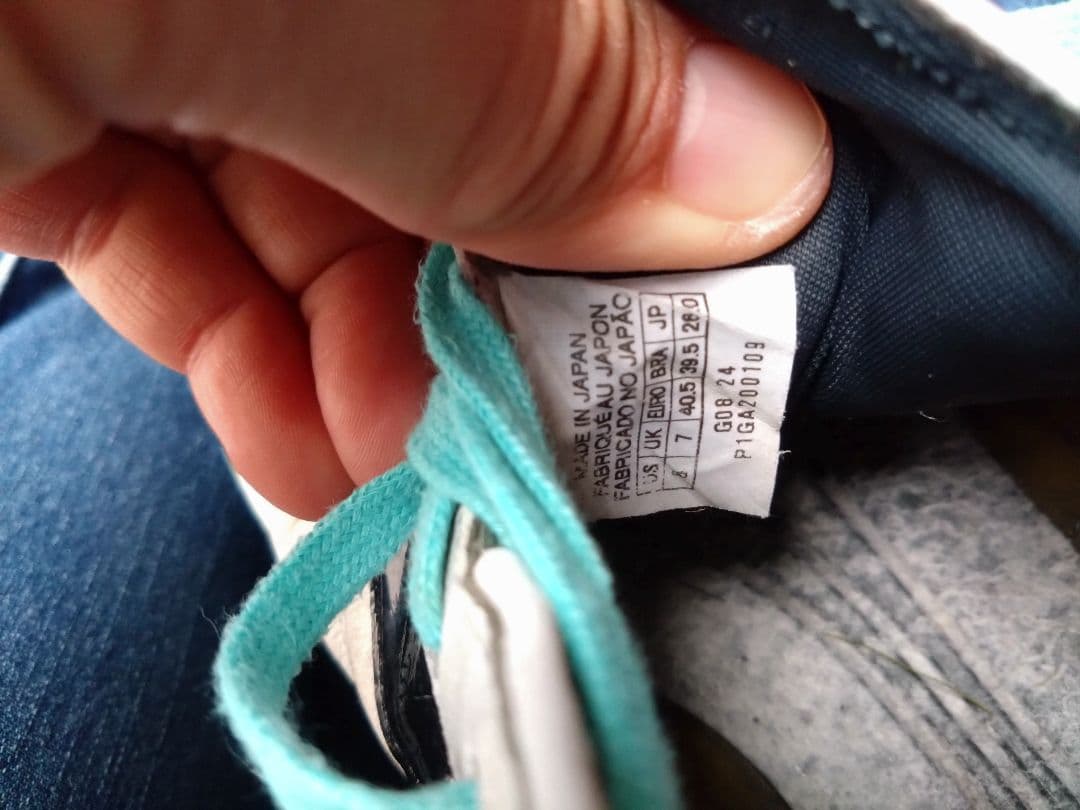 MADE IN JAPAN
FABRIQUÉ AU JAPON
FABRICADO NO JAPÃO
US UK EURO BRA JP
8 7 40.5 39.5 26.0
G08 24
P1GA200109